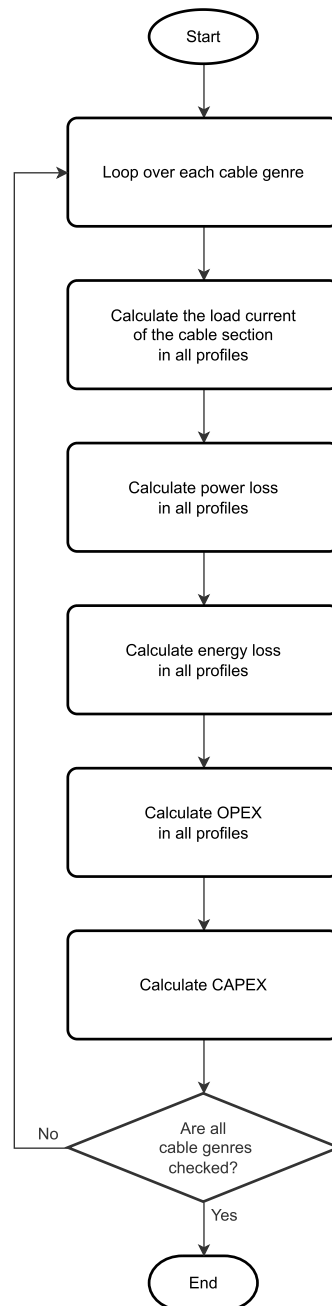 Start
Loop over each cable genre
Calculate the load current
of the cable section
in all profiles
Calculate power loss
in all profiles
Calculate energy loss
in all profiles
Calculate OPEX
in all profiles
Calculate CAPEX
Are all
cable genres
checked?
No
Yes
End